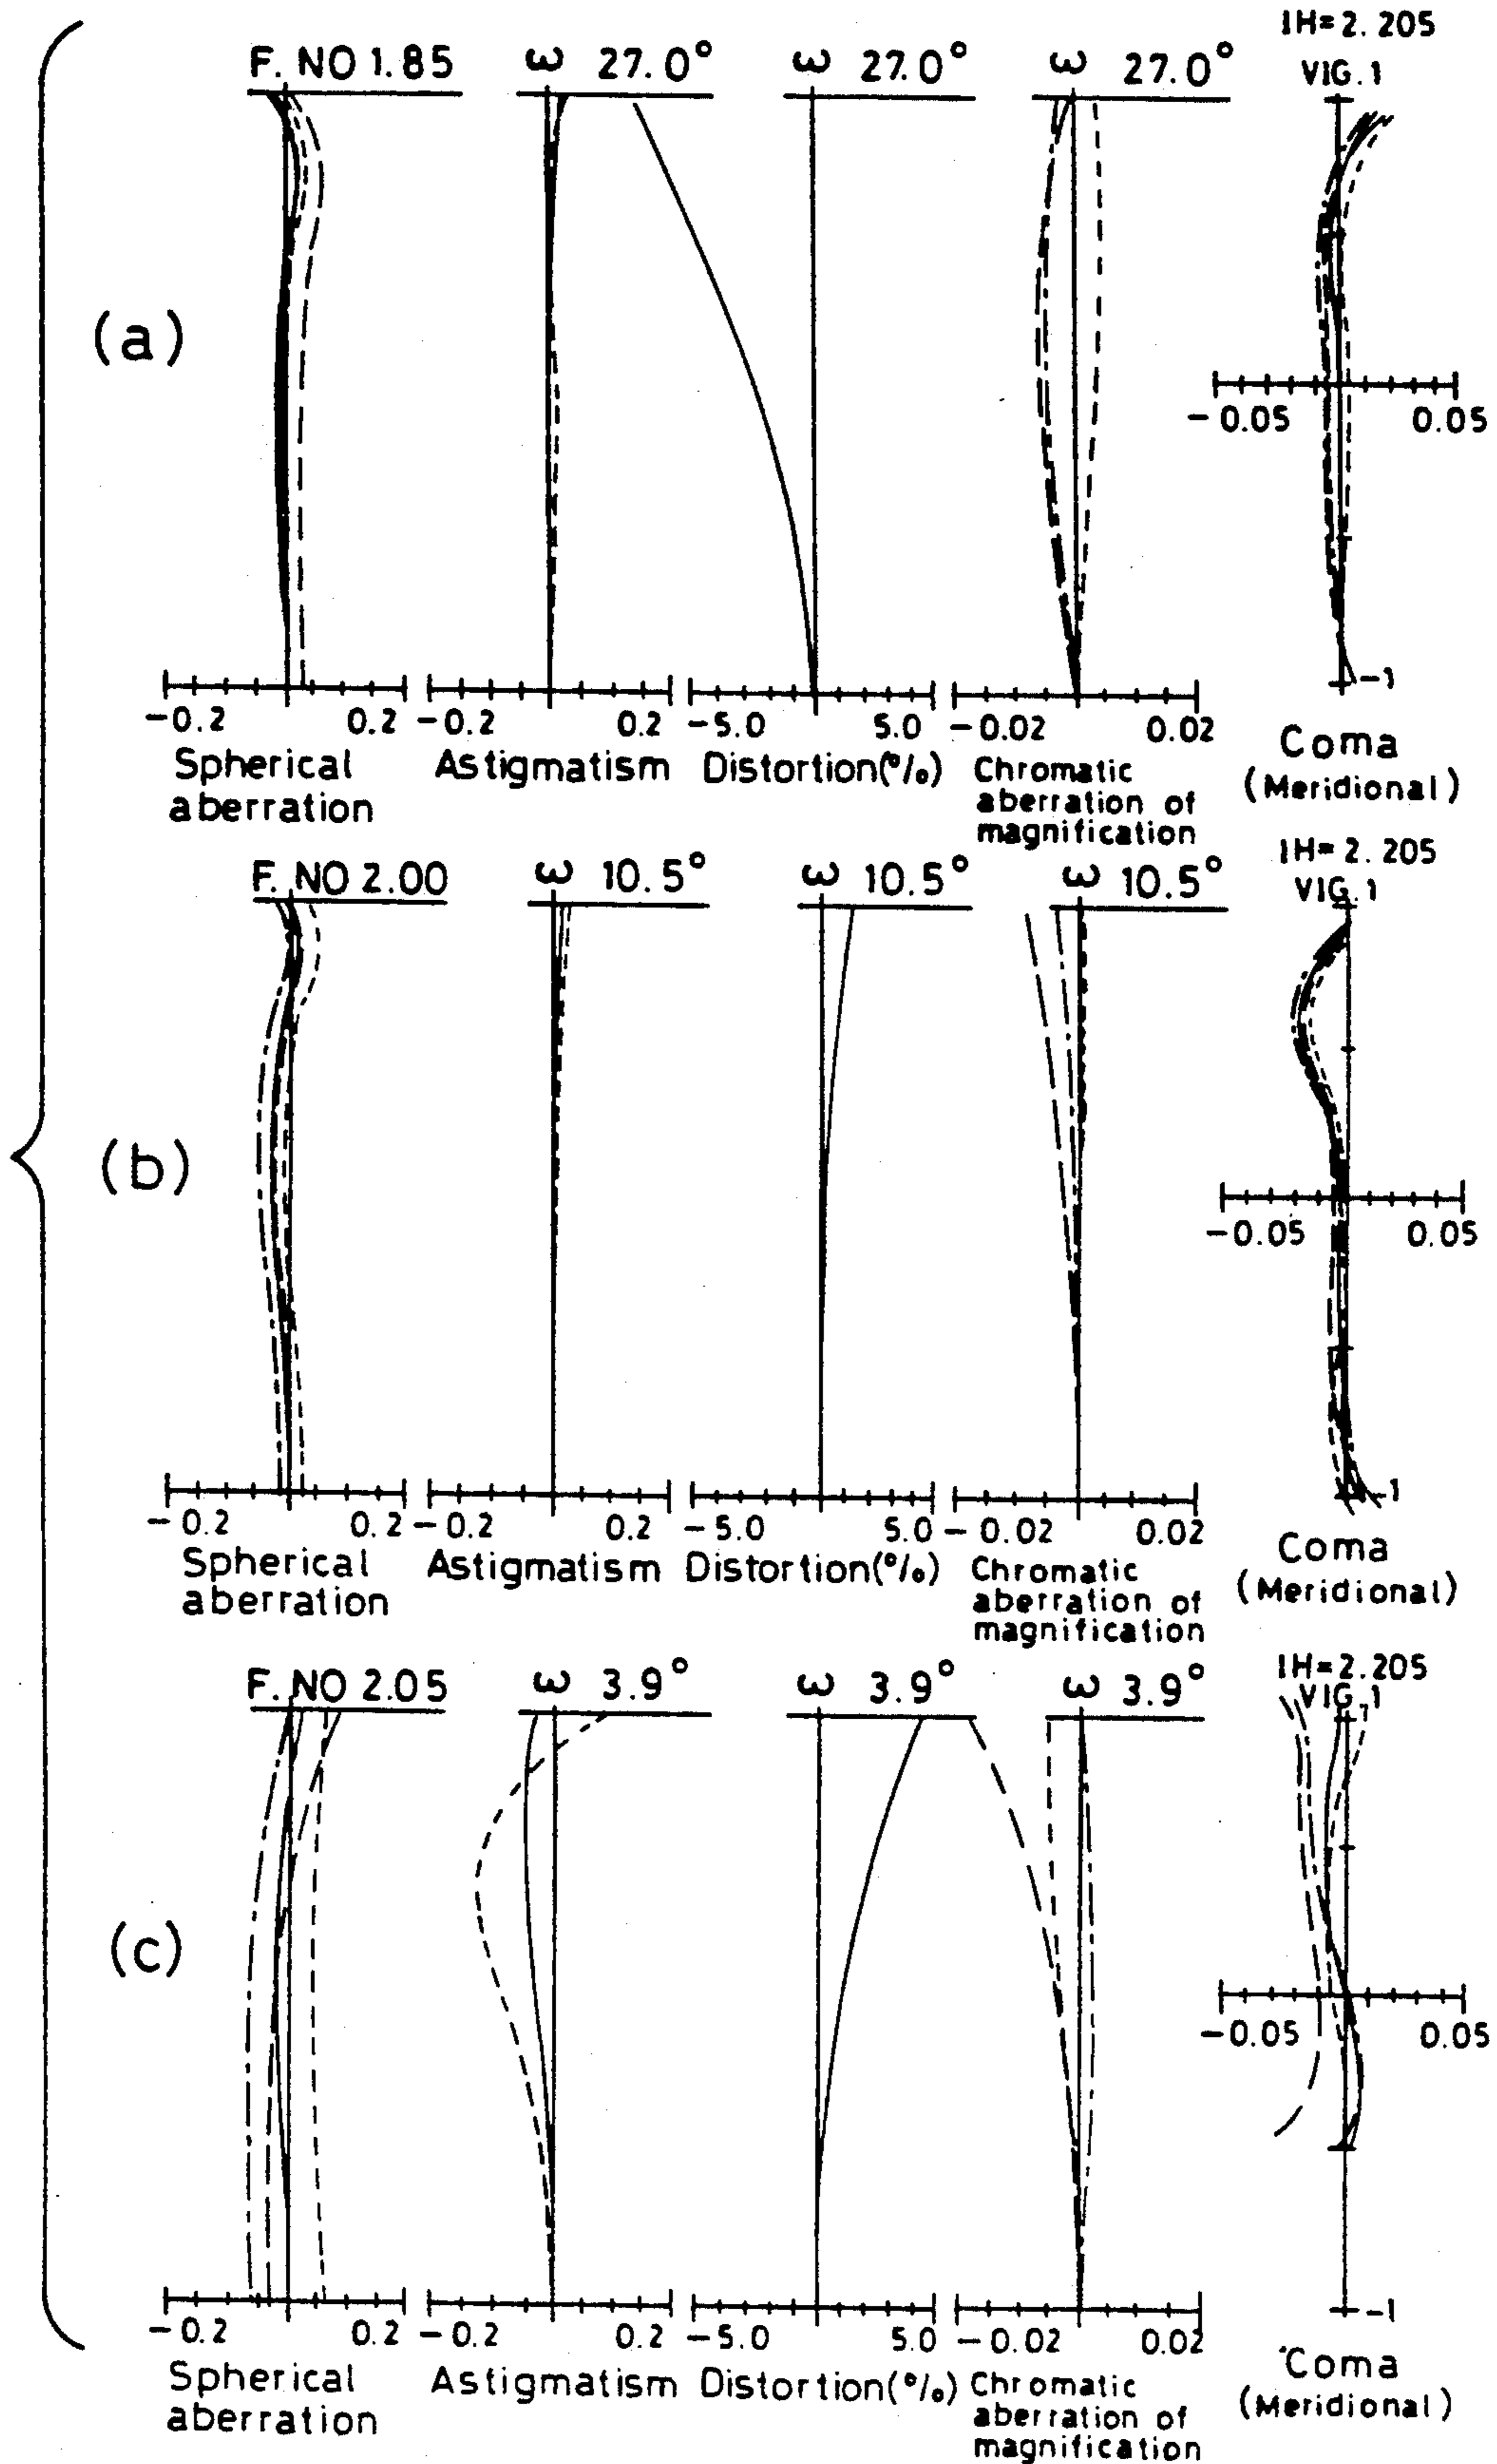 IH=2.205
F. NO 1.85 ω 27.0° ω 27.0° ω 27.0° VIG.1
(a)
-0.05 0.05
-1
-0.2 0.2 -0.2 0.2 -5.0 5.0 -0.02 0.02
Spherical aberration
Astigmatism
Distortion(%)
Chromatic aberration of magnification
Coma (Meridional)
IH=2.205
F. NO 2.00 ω 10.5° ω 10.5° ω 10.5° VIG.1
(b)
-0.05 0.05
-1
-0.2 0.2 -0.2 0.2 -5.0 5.0 -0.02 0.02
Spherical aberration
Astigmatism
Distortion(%)
Chromatic aberration of magnification
Coma (Meridional)
IH=2.205
F. NO 2.05 ω 3.9° ω 3.9° ω 3.9° VIG.1
(c)
-0.05 0.05
-1
-0.2 0.2 -0.2 0.2 -5.0 5.0 -0.02 0.02
Spherical aberration
Astigmatism
Distortion(%)
Chromatic aberration of magnification
Coma (Meridional)